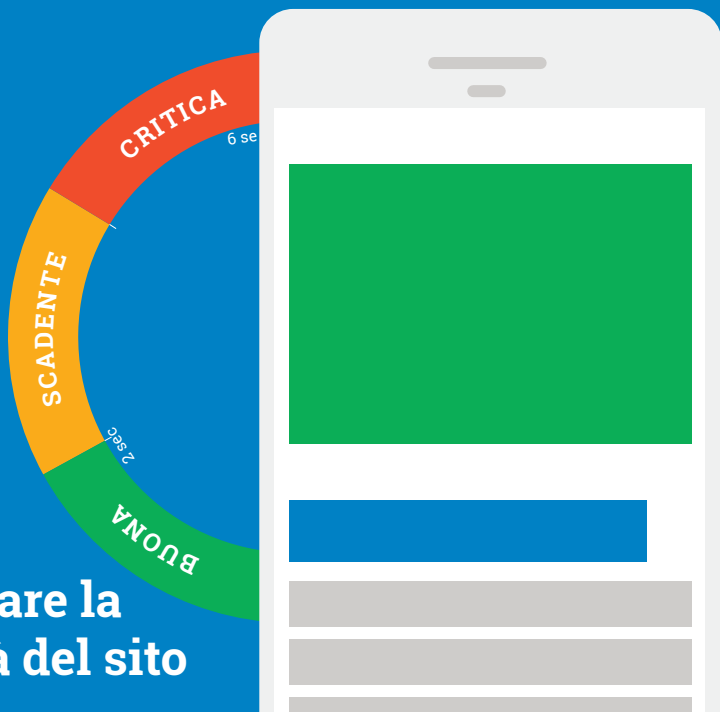 CRITICA
6 se
SCADENTE
2 sec
BUONA
are la
à del sito